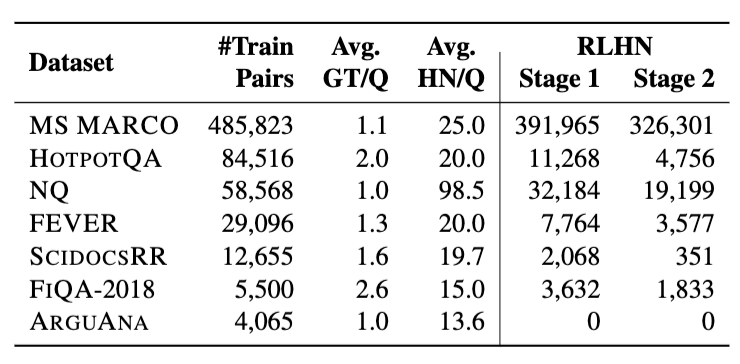 Dataset #Train Pairs Avg. GT/Q Avg. HN/Q RLHN Stage 1 Stage 2
MS MARCO 485,823 1.1 25.0 391,965 326,301
HOTPOTQA 84,516 2.0 20.0 11,268 4,756
NQ 58,568 1.0 98.5 32,184 19,199
FEVER 29,096 1.3 20.0 7,764 3,577
SCIDOCSRR 12,655 1.6 19.7 2,068 351
FIQA-2018 5,500 2.6 15.0 3,632 1,833
ARGUANA 4,065 1.0 13.6 0 0